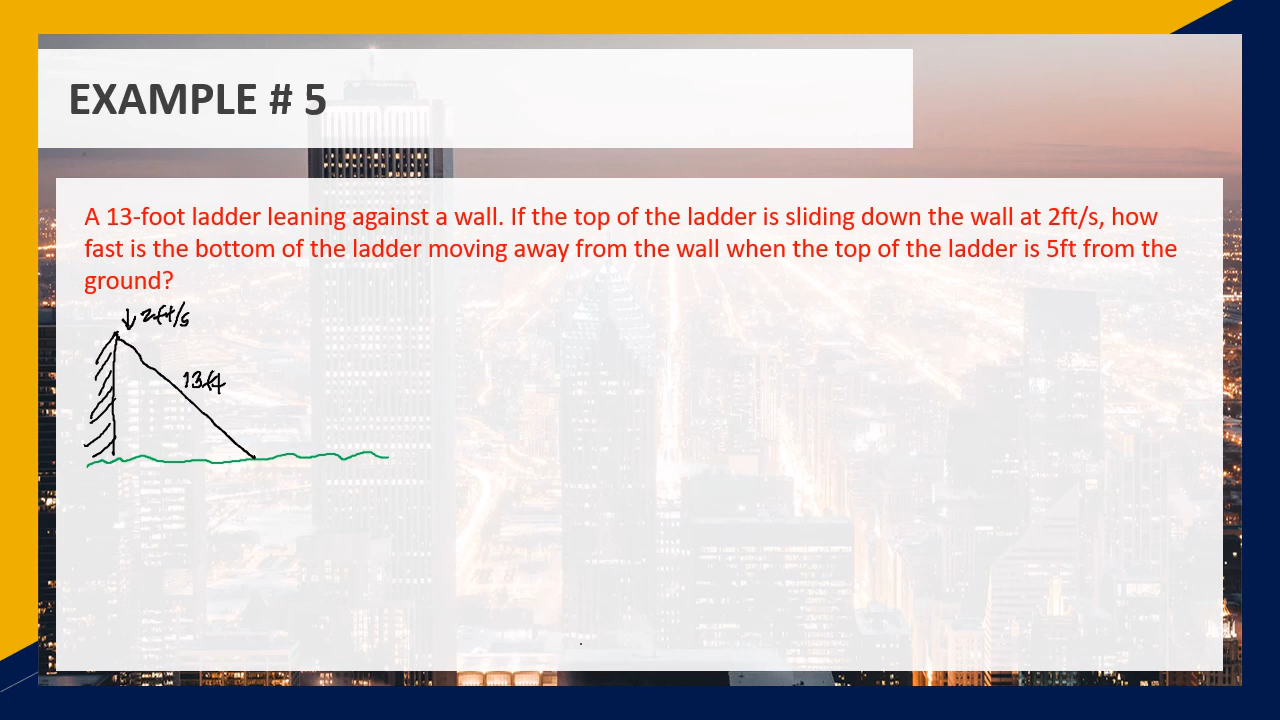 EXAMPLE # 5
A 13-foot ladder leaning against a wall. If the top of the ladder is sliding down the wall at 2ft/s, how
fast is the bottom of the ladder moving away from the wall when the top of the ladder is 5ft from the
ground?
2ft/s
13ft